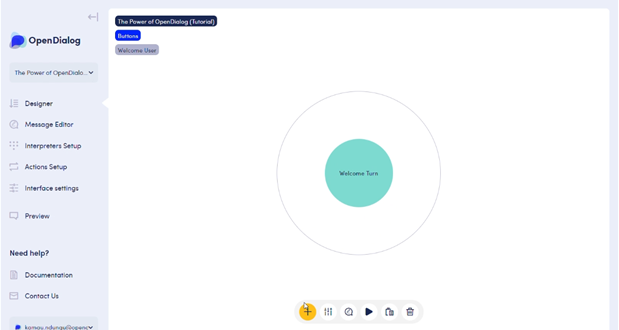 OpenDialog
The Power of OpenDialo...
Designer
Message Editor
Interpreters Setup
Actions Setup
Interface settings
Preview
Need help?
Documentation
Contact Us
kamau.ndungu@openc
The Power of OpenDialog (Tutorial)
Buttons
Welcome User
Welcome Turn